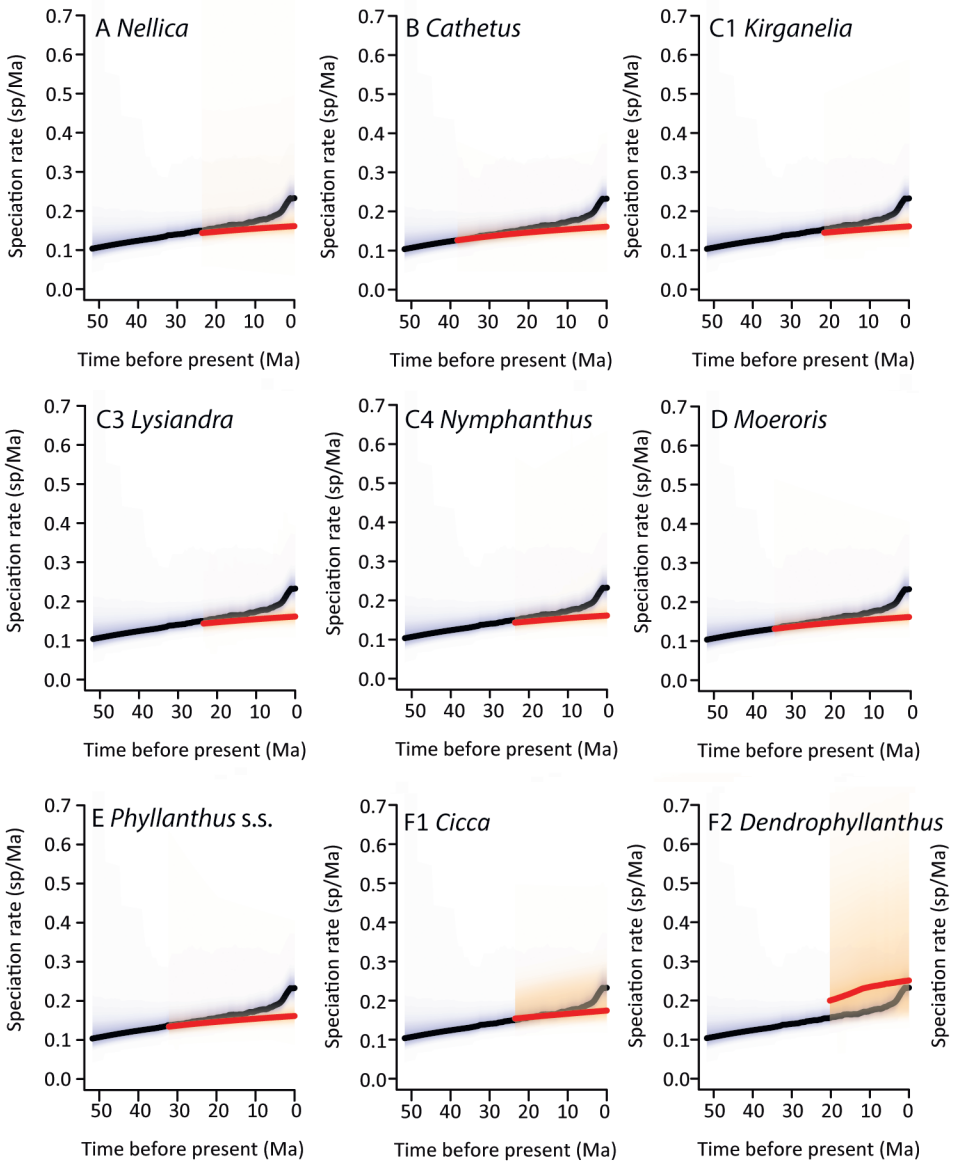 A Nellica
Speciation rate (sp/Ma)
0.7
0.6
0.5
0.4
0.3
0.2
0.1
0.0
50 40 30 20 10 0
Time before present (Ma)
B Cathetus
Speciation rate (sp/Ma)
0.7
0.6
0.5
0.4
0.3
0.2
0.1
0.0
50 40 30 20 10 0
Time before present (Ma)
C1 Kirganelia
Speciation rate (sp/Ma)
0.7
0.6
0.5
0.4
0.3
0.2
0.1
0.0
50 40 30 20 10 0
Time before present (Ma)
C3 Lysiandra
Speciation rate (sp/Ma)
0.7
0.6
0.5
0.4
0.3
0.2
0.1
0.0
50 40 30 20 10 0
Time before present (Ma)
C4 Nymphanthus
Speciation rate (sp/Ma)
0.7
0.6
0.5
0.4
0.3
0.2
0.1
0.0
50 40 30 20 10 0
Time before present (Ma)
D Moeroris
Speciation rate (sp/Ma)
0.7
0.6
0.5
0.4
0.3
0.2
0.1
0.0
50 40 30 20 10 0
Time before present (Ma)
E Phyllanthus s.s.
Speciation rate (sp/Ma)
0.7
0.6
0.5
0.4
0.3
0.2
0.1
0.0
50 40 30 20 10 0
Time before present (Ma)
F1 Cicca
Speciation rate (sp/Ma)
0.7
0.6
0.5
0.4
0.3
0.2
0.1
0.0
50 40 30 20 10 0
Time before present (Ma)
F2 Dendrophyllanthus
Speciation rate (sp/Ma)
0.7
0.6
0.5
0.4
0.3
0.2
0.1
0.0
50 40 30 20 10 0
Time before present (Ma)
Speciation rate (sp/Ma)